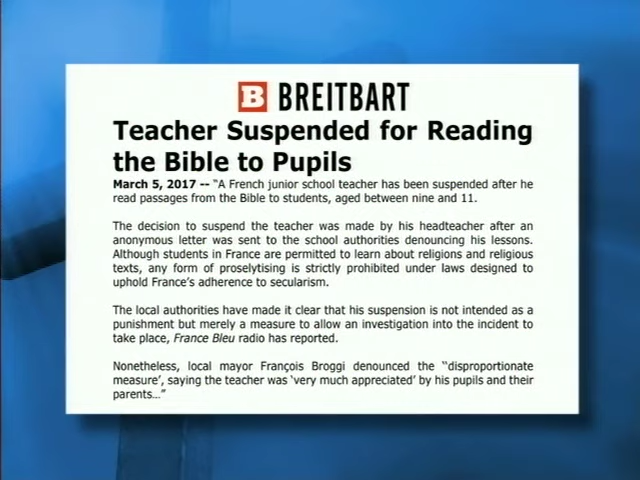 B BREITBART
Teacher Suspended for Reading
the Bible to Pupils
March 5, 2017 -- “A French junior school teacher has been suspended after he
read passages from the Bible to students, aged between nine and 11.
The decision to suspend the teacher was made by his headteacher after an
anonymous letter was sent to the school authorities denouncing his lessons.
Although students in France are permitted to learn about religions and religious
texts, any form of proselytising is strictly prohibited under laws designed to
uphold France’s adherence to secularism.
The local authorities have made it clear that his suspension is not intended as a
punishment but merely a measure to allow an investigation into the incident to
take place, France Bleu radio has reported.
Nonetheless, local mayor François Broggi denounced the “disproportionate
measure’, saying the teacher was ‘very much appreciated’ by his pupils and their
parents…”